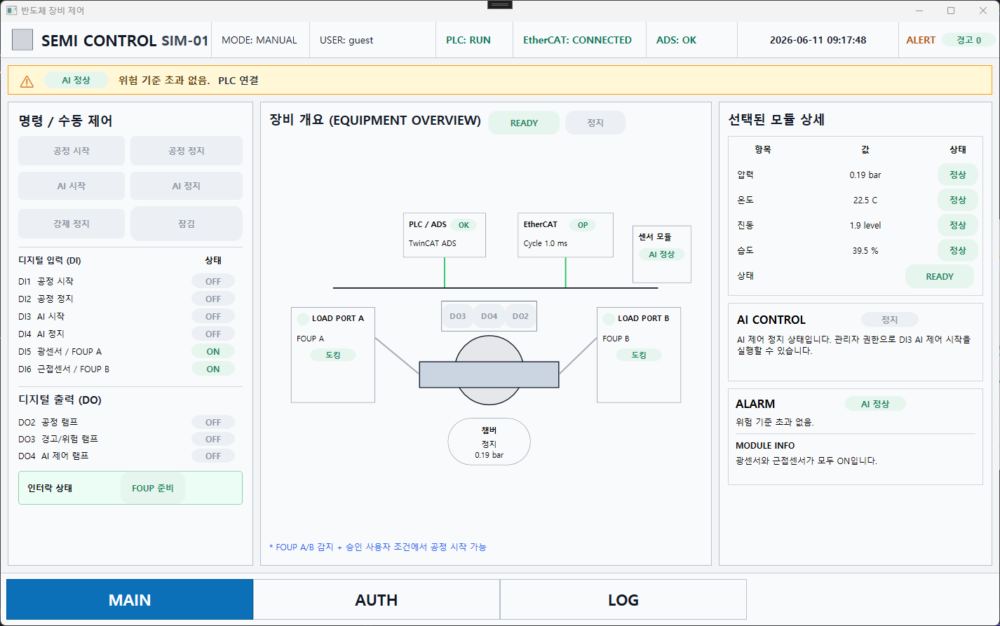 반도체 장비 제어
SEMI CONTROL SIM-01
MODE: MANUAL
USER: guest
PLC: RUN
EtherCAT: CONNECTED
ADS: OK
2026-06-11 09:17:48
ALERT 경고 0
AI 정상 위험 기준 초과 없음. PLC 연결
명령 / 수동 제어
공정 시작 공정 정지
AI 시작 AI 정지
강제 정지 잠김
디지털 입력 (DI) 상태
DI1 공정 시작 OFF
DI2 공정 정지 OFF
DI3 AI 시작 OFF
DI4 AI 정지 OFF
DI5 광센서 / FOUP A ON
DI6 근접센서 / FOUP B ON
디지털 출력 (DO)
DO2 공정 램프 OFF
DO3 경고/위험 램프 OFF
DO4 AI 제어 램프 OFF
인터락 상태 FOUP 준비
장비 개요 (EQUIPMENT OVERVIEW) READY 정지
PLC / ADS OK
TwinCAT ADS
EtherCAT OP
Cycle 1.0 ms
센서 모듈
AI 정상
LOAD PORT A
FOUP A
도킹
DO3 DO4 DO2
LOAD PORT B
FOUP B
도킹
챔버
정지
0.19 bar
* FOUP A/B 감지 + 승인 사용자 조건에서 공정 시작 가능
선택된 모듈 상세
항목 값 상태
압력 0.19 bar 정상
온도 22.5 C 정상
진동 1.9 level 정상
습도 39.5 % 정상
상태 READY
AI CONTROL 정지
AI 제어 정지 상태입니다. 관리자 권한으로 DI3 AI 제어 시작을
실행할 수 있습니다.
ALARM AI 정상
위험 기준 초과 없음.
MODULE INFO
광센서와 근접센서가 모두 ON입니다.
MAIN AUTH LOG